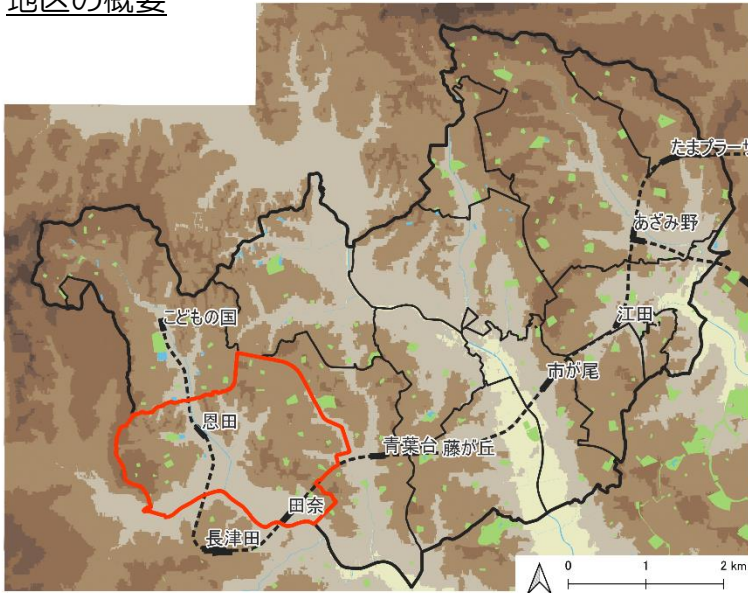 地区の概要
たまプラーザ
あざみ野
こどもの国
江田
市が尾
恩田
青葉台
藤が丘
田奈
長津田
0 1 2 km